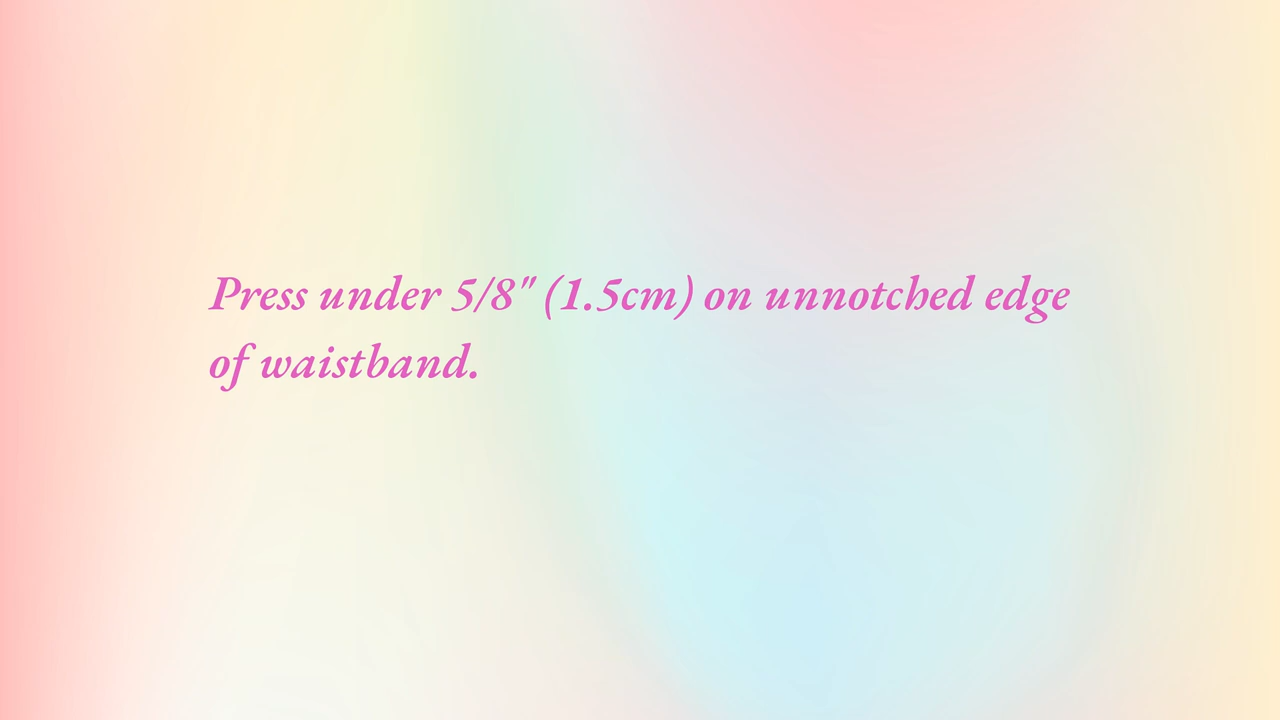 Press under 5/8" (1.5cm) on unnotched edge
of waistband.